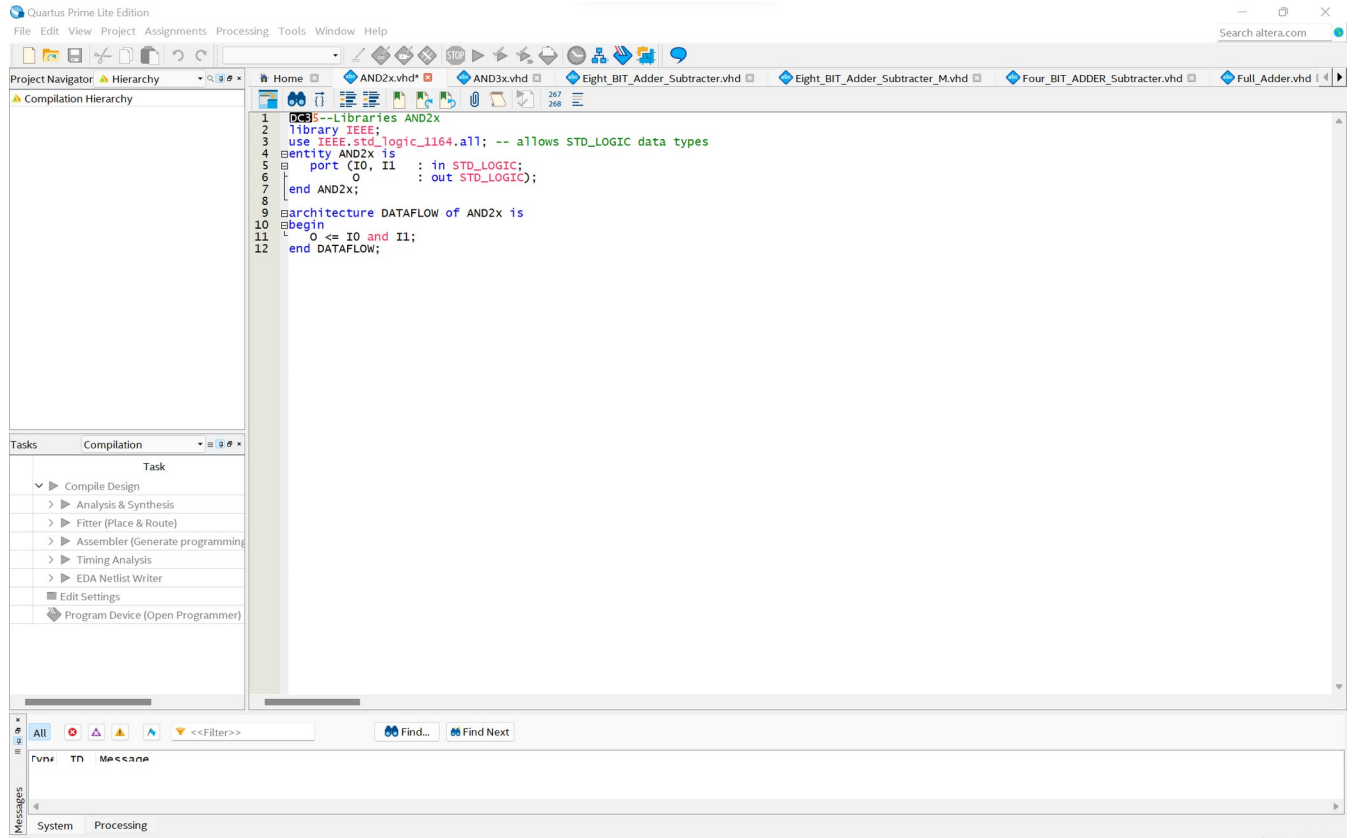 Quartus Prime Lite Edition
File Edit View Project Assignments Processing Tools Window Help
Search altera.com
STOP
Project Navigator Hierarchy
Home AND2x.vhd* AND3x.vhd Eight_BIT_Adder_Subtracter.vhd Eight_BIT_Adder_Subtracter_M.vhd Four_BIT_ADDER_Subtracter.vhd Full_Adder.vhd
Compilation Hierarchy
267
268
1 DC35--Libraries AND2x
2 library IEEE;
3 use IEEE.std_logic_1164.all; -- allows STD_LOGIC data types
4 entity AND2x is
5 port (I0, I1 : in STD_LOGIC;
6 O : out STD_LOGIC);
7 end AND2x;
8
9 architecture DATAFLOW of AND2x is
10 begin
11 O <= I0 and I1;
12 end DATAFLOW;
Tasks Compilation
Task
Compile Design
Analysis & Synthesis
Fitter (Place & Route)
Assembler (Generate programming
Timing Analysis
EDA Netlist Writer
Edit Settings
Program Device (Open Programmer)
All <<Filter>> Find... Find Next
Type ID Message
Messages
System Processing